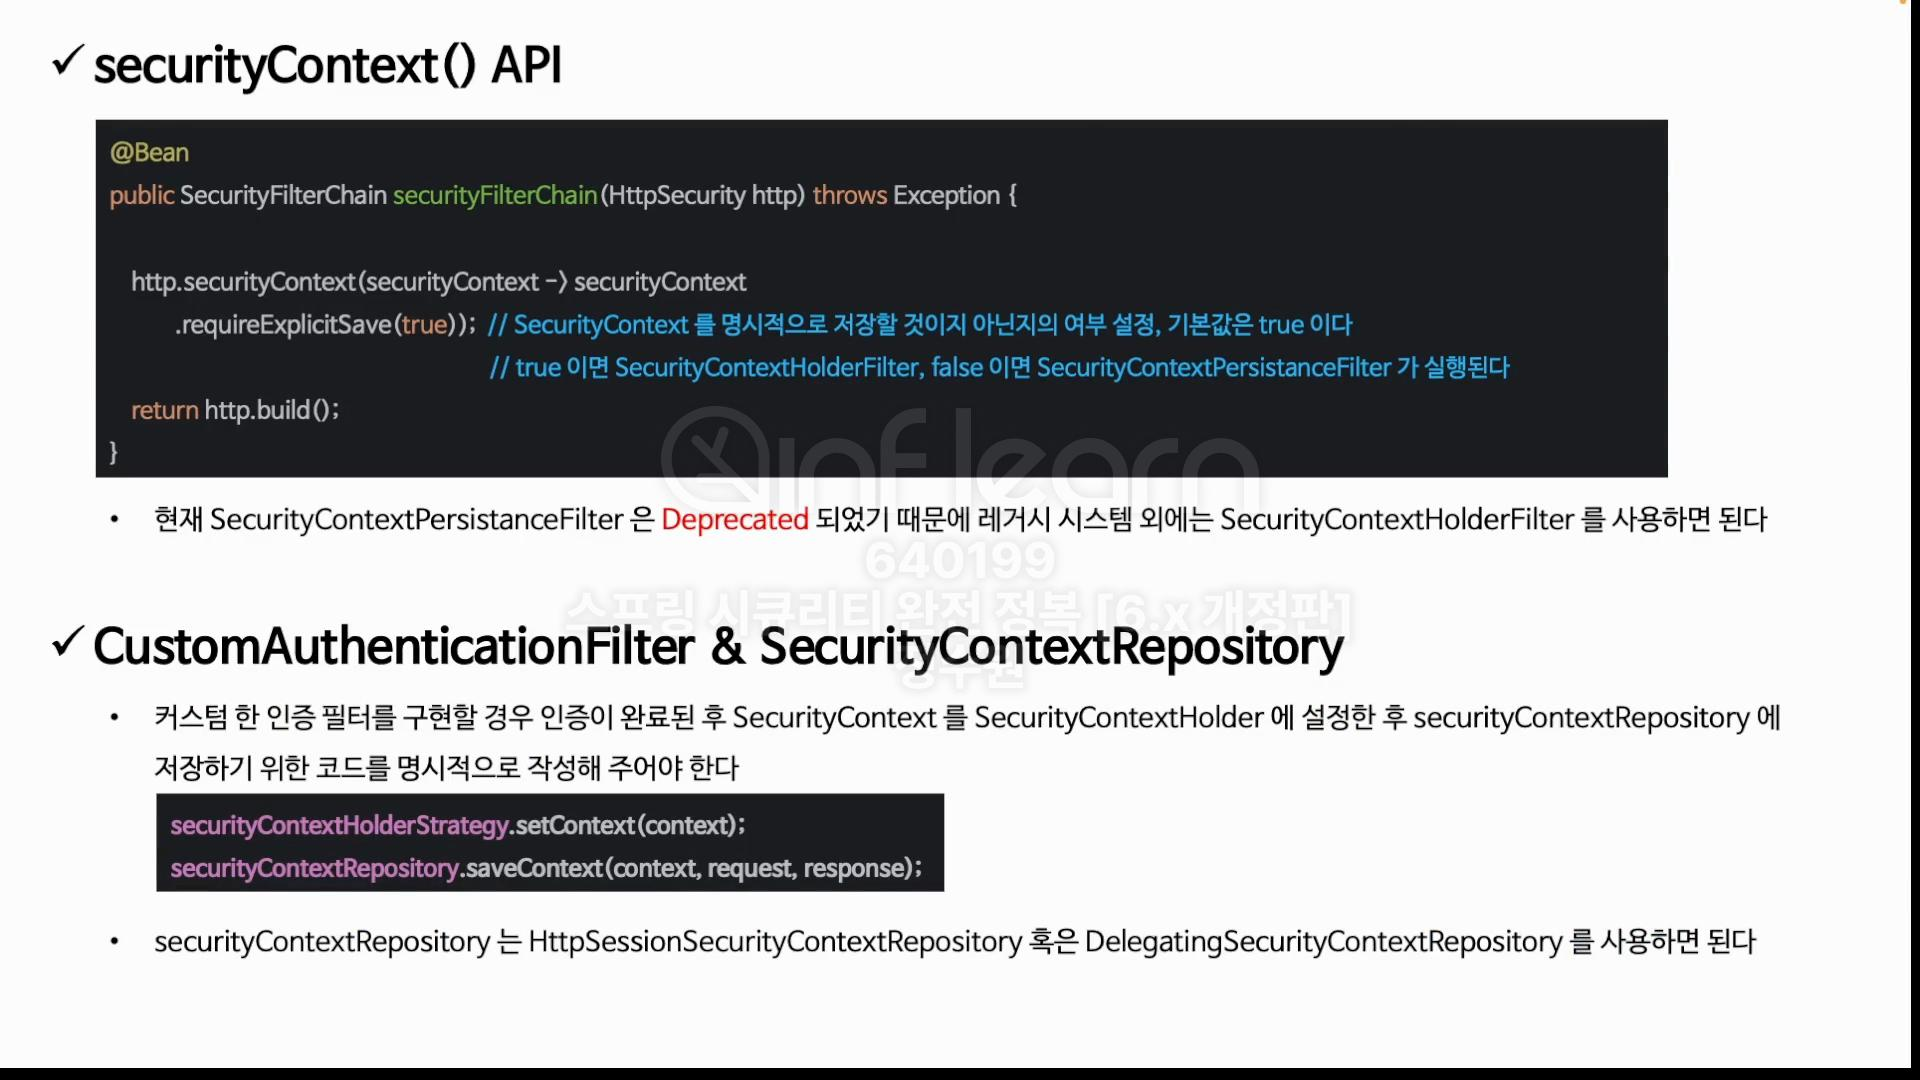 ✓ securityContext() API
@Bean
public SecurityFilterChain securityFilterChain(HttpSecurity http) throws Exception {
http.securityContext(securityContext -> securityContext
.requireExplicitSave(true)); // SecurityContext 를 명시적으로 저장할 것이지 아닌지의 여부 설정, 기본값은 true 이다
// true 이면 SecurityContextHolderFilter, false 이면 SecurityContextPersistanceFilter 가 실행된다
return http.build();
}
inflearn
• 현재 SecurityContextPersistanceFilter 은 Deprecated 되었기 때문에 레거시 시스템 외에는 SecurityContextHolderFilter 를 사용하면 된다
640199
스프링 시큐리티 완전 정복 [6.x 개정판]
✓ CustomAuthenticationFilter & SecurityContextRepository
정수원
• 커스텀 한 인증 필터를 구현할 경우 인증이 완료된 후 SecurityContext 를 SecurityContextHolder 에 설정한 후 securityContextRepository 에
저장하기 위한 코드를 명시적으로 작성해 주어야 한다
securityContextHolderStrategy.setContext(context);
securityContextRepository.saveContext(context, request, response);
• securityContextRepository 는 HttpSessionSecurityContextRepository 혹은 DelegatingSecurityContextRepository 를 사용하면 된다